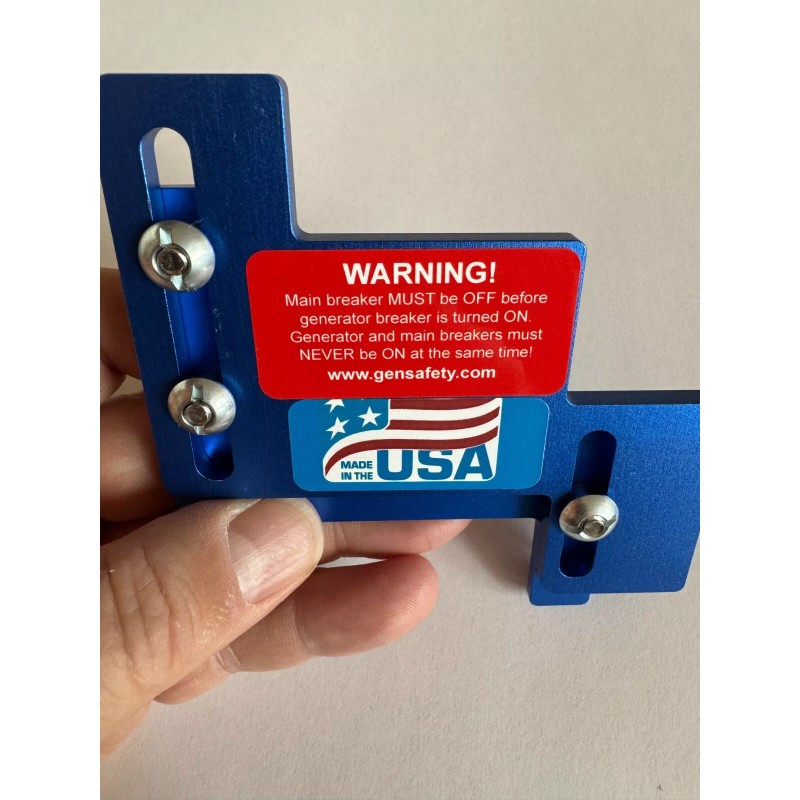 WARNING!
Main breaker MUST be OFF before
generator breaker is turned ON.
Generator and main breakers must
NEVER be ON at the same time!
www.gensafety.com
MADE
IN THE
USA